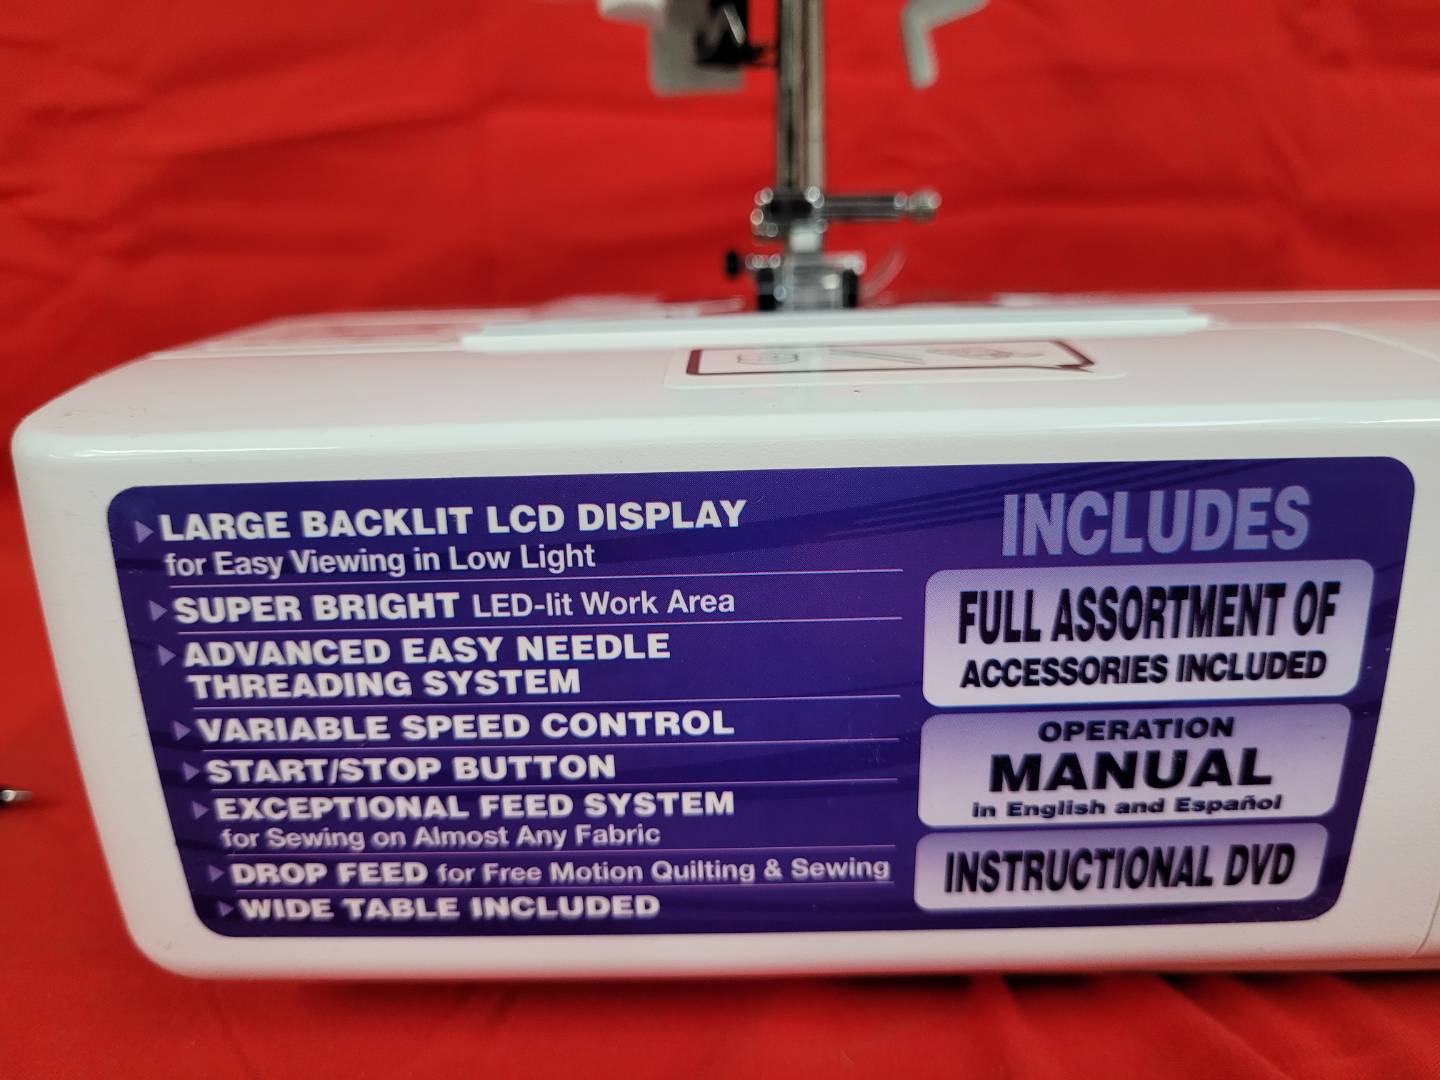 LARGE BACKLIT LCD DISPLAY
for Easy Viewing in Low Light
SUPER BRIGHT LED-lit Work Area
ADVANCED EASY NEEDLE
THREADING SYSTEM
VARIABLE SPEED CONTROL
START/STOP BUTTON
EXCEPTIONAL FEED SYSTEM
for Sewing on Almost Any Fabric
DROP FEED for Free Motion Quilting & Sewing
WIDE TABLE INCLUDED
INCLUDES
FULL ASSORTMENT OF
ACCESSORIES INCLUDED
OPERATION
MANUAL
in English and Español
INSTRUCTIONAL DVD